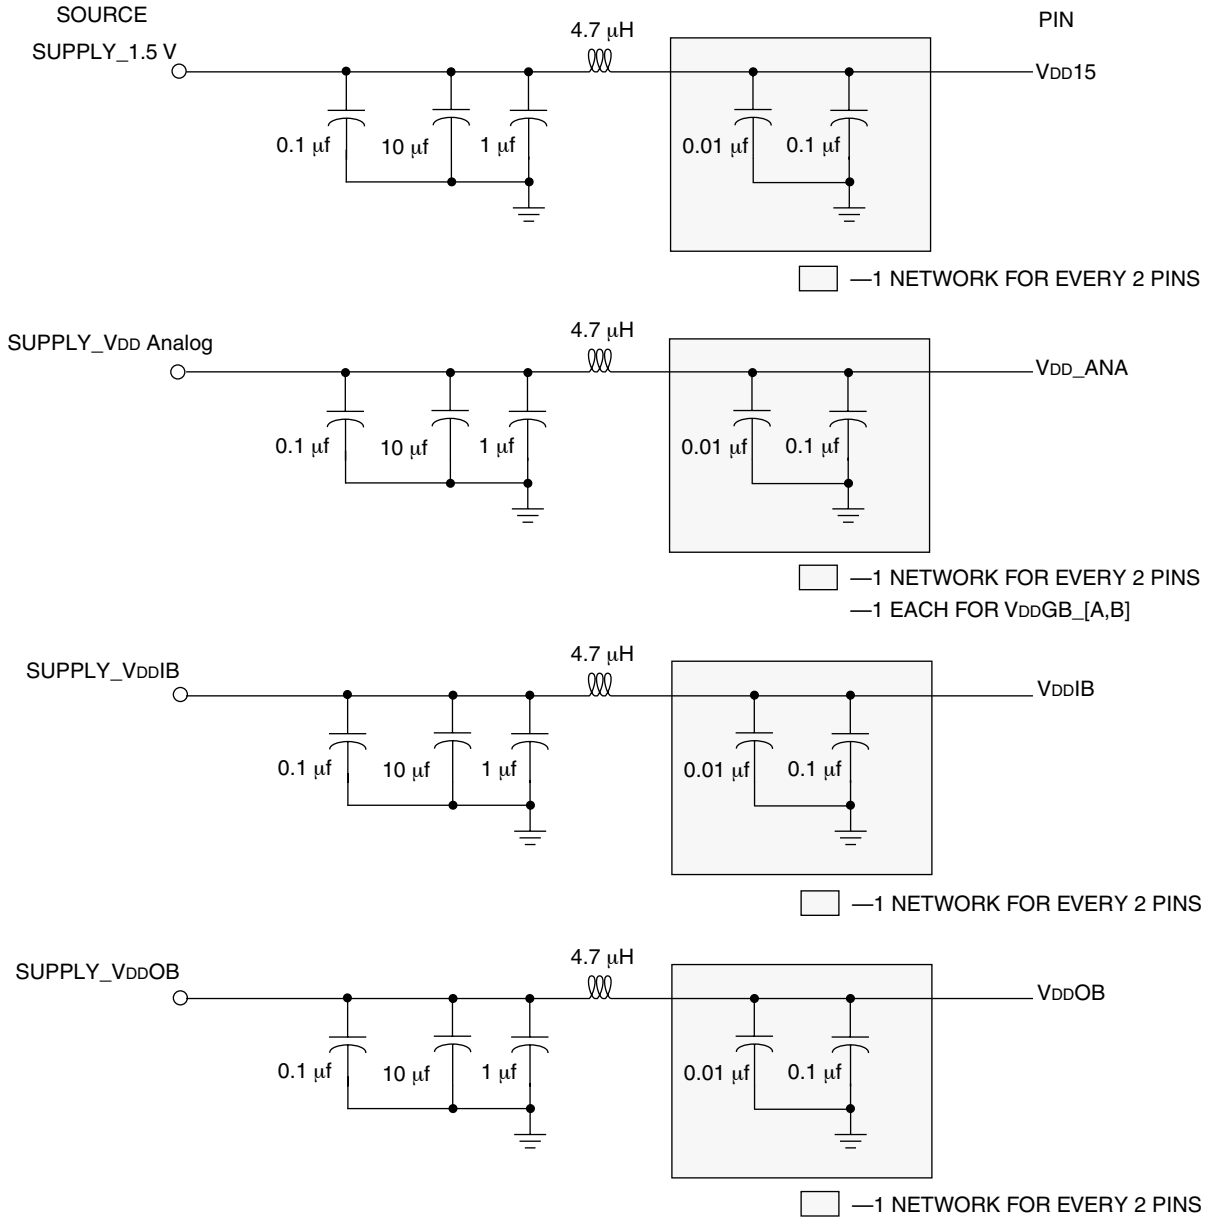 SOURCE
PIN
SUPPLY_1.5 V
4.7 μH
VDD15
0.1 μf
10 μf
1 μf
0.01 μf
0.1 μf
—1 NETWORK FOR EVERY 2 PINS
SUPPLY_VDD Analog
4.7 μH
VDD_ANA
0.1 μf
10 μf
1 μf
0.01 μf
0.1 μf
—1 NETWORK FOR EVERY 2 PINS
—1 EACH FOR VDDGB_[A,B]
SUPPLY_VDDIB
4.7 μH
VDDIB
0.1 μf
10 μf
1 μf
0.01 μf
0.1 μf
—1 NETWORK FOR EVERY 2 PINS
SUPPLY_VDDOB
4.7 μH
VDDOB
0.1 μf
10 μf
1 μf
0.01 μf
0.1 μf
—1 NETWORK FOR EVERY 2 PINS